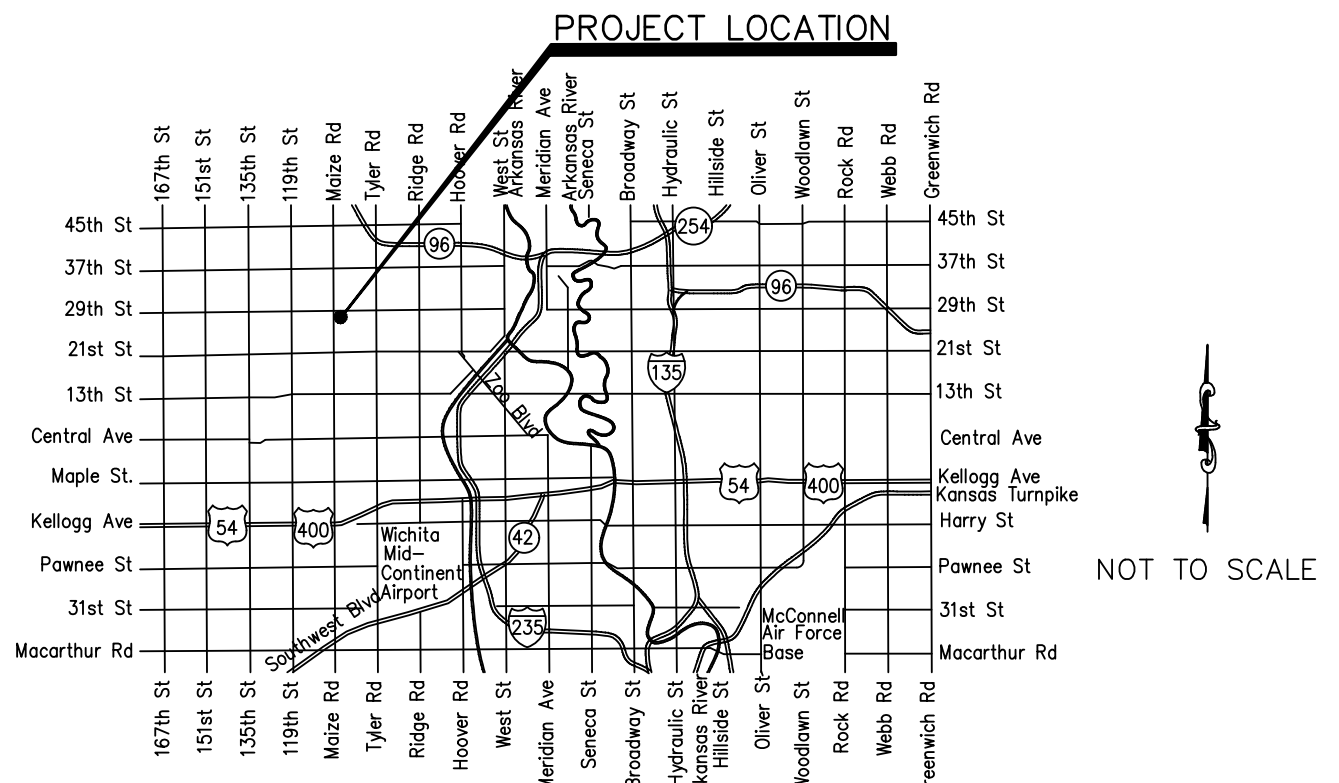 PROJECT LOCATION
167th St
151st St
135th St
119th St
Maize Rd
Tyler Rd
Ridge Rd
Hoover Rd
West St
Arkansas River
Meridian Ave
Arkansas River
Seneca St
Broadway St
Hydraulic St
Hillside St
Oliver St
Woodlawn St
Rock Rd
Webb Rd
Greenwich Rd
45th St
254
45th St
96
37th St
37th St
96
29th St
29th St
21st St
21st St
135
Zoo Blvd
13th St
13th St
Central Ave
Central Ave
Maple St.
54
400
Kellogg Ave
Kansas Turnpike
Kellogg Ave
54
400
Harry St
42
Wichita
Mid-
Continent
Airport
Pawnee St
Pawnee St
NOT TO SCALE
31st St
31st St
Southwest Blvd
235
McConnell
Air Force
Base
Macarthur Rd
Macarthur Rd
167th St
151st St
135th St
119th St
Maize Rd
Tyler Rd
Ridge Rd
Hoover Rd
West St
Meridian Ave
Seneca St
Broadway St
Hydraulic St
rkansas River
Hillside St
Oliver St
Woodlawn St
Rock Rd
Webb Rd
reenwich Rd